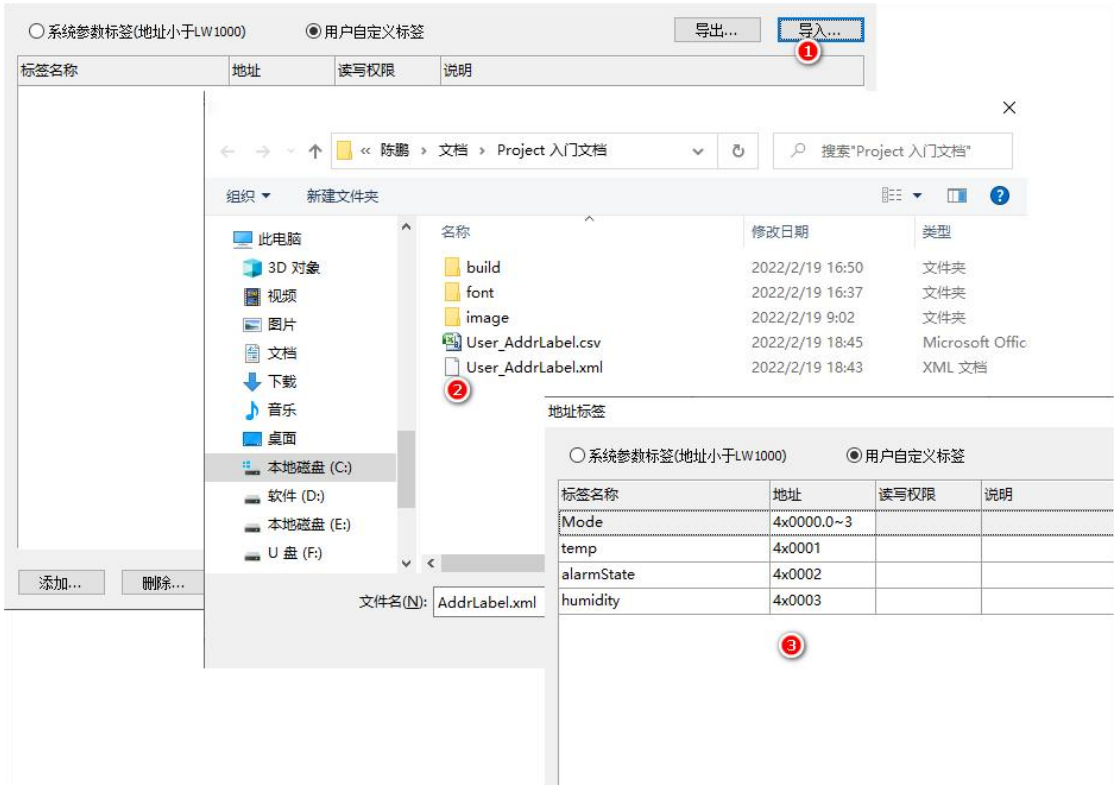 系统参数标签(地址小于LW1000) 用户自定义标签 导出... 导入...
1
标签名称 地址 读写权限 说明
« 陈鹏 › 文档 › Project 入门文档 搜索"Project 入门文档"
组织 新建文件夹
名称 修改日期 类型
此电脑
3D 对象
视频
图片
文档
下载
音乐
桌面
本地磁盘 (C:)
软件 (D:)
本地磁盘 (E:)
U 盘 (F:)
build 2022/2/19 16:50 文件夹
font 2022/2/19 16:37 文件夹
image 2022/2/19 9:02 文件夹
User_AddrLabel.csv 2022/2/19 18:45 Microsoft Offic
User_AddrLabel.xml 2022/2/19 18:43 XML 文档
2
添加... 删除...
文件名(N): AddrLabel.xml
地址标签
系统参数标签(地址小于LW1000) 用户自定义标签
标签名称 地址 读写权限 说明
Mode 4x0000.0~3
temp 4x0001
alarmState 4x0002
humidity 4x0003
3